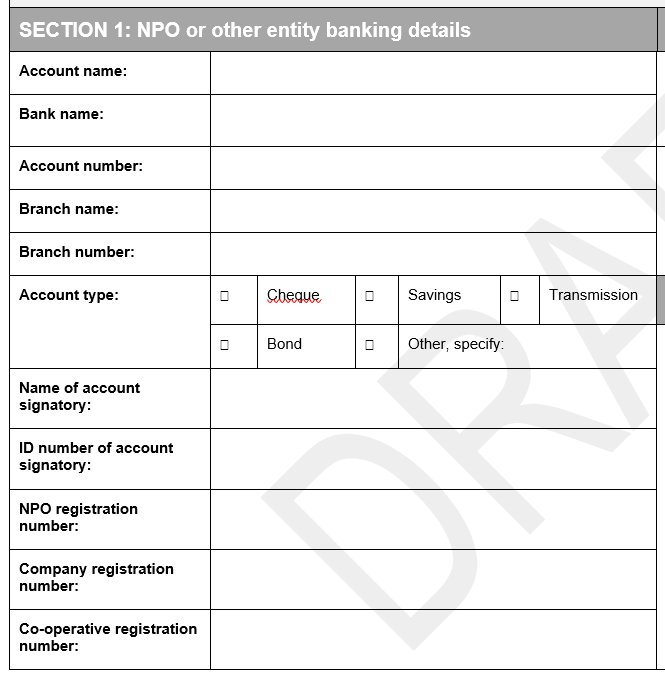 SECTION 1: NPO or other entity banking details
Account name:
Bank name:
Account number:
Branch name:
Branch number:
Account type:
☐ Cheque ☐ Savings ☐ Transmission
☐ Bond ☐ Other, specify:
Name of account
signatory:
ID number of account
signatory:
NPO registration
number:
Company registration
number:
Co-operative registration
number:
DRA